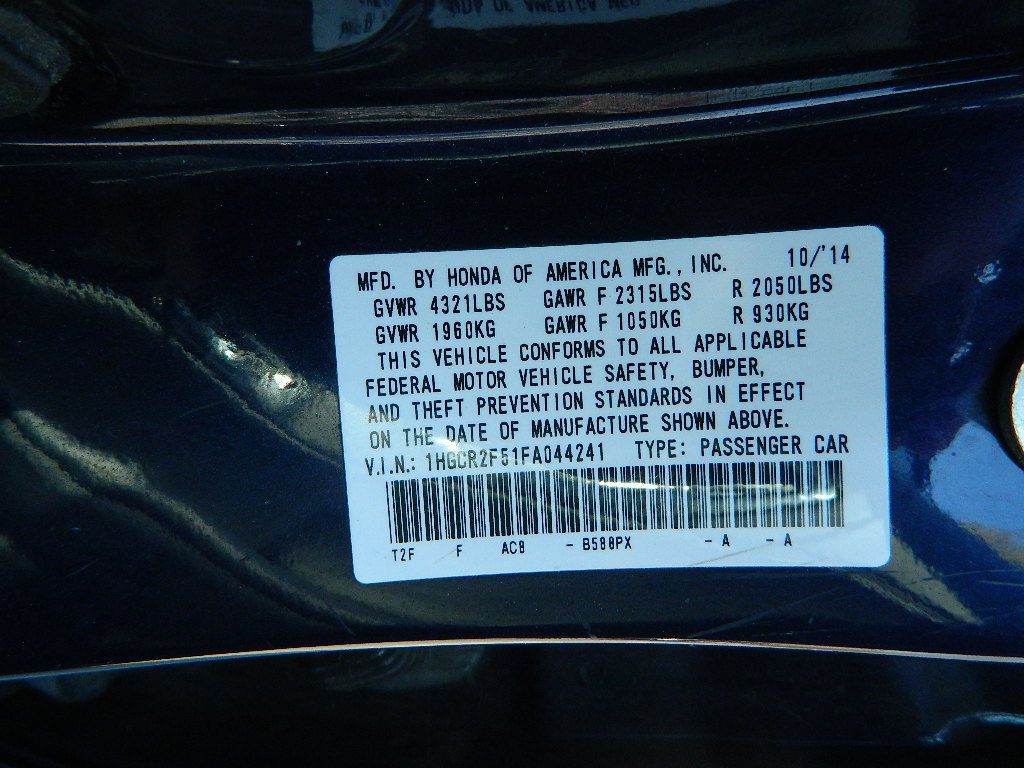 MFD. BY HONDA OF AMERICA MFG., INC. 10/'14
GVWR 4321LBS GAWR F 2315LBS R 2050LBS
GVWR 1960KG GAWR F 1050KG R 930KG
THIS VEHICLE CONFORMS TO ALL APPLICABLE
FEDERAL MOTOR VEHICLE SAFETY, BUMPER,
AND THEFT PREVENTION STANDARDS IN EFFECT
ON THE DATE OF MANUFACTURE SHOWN ABOVE.
V.I.N.: 1HGCR2F51FA044241 TYPE: PASSENGER CAR
T2F F AC8 - B588PX - A - A